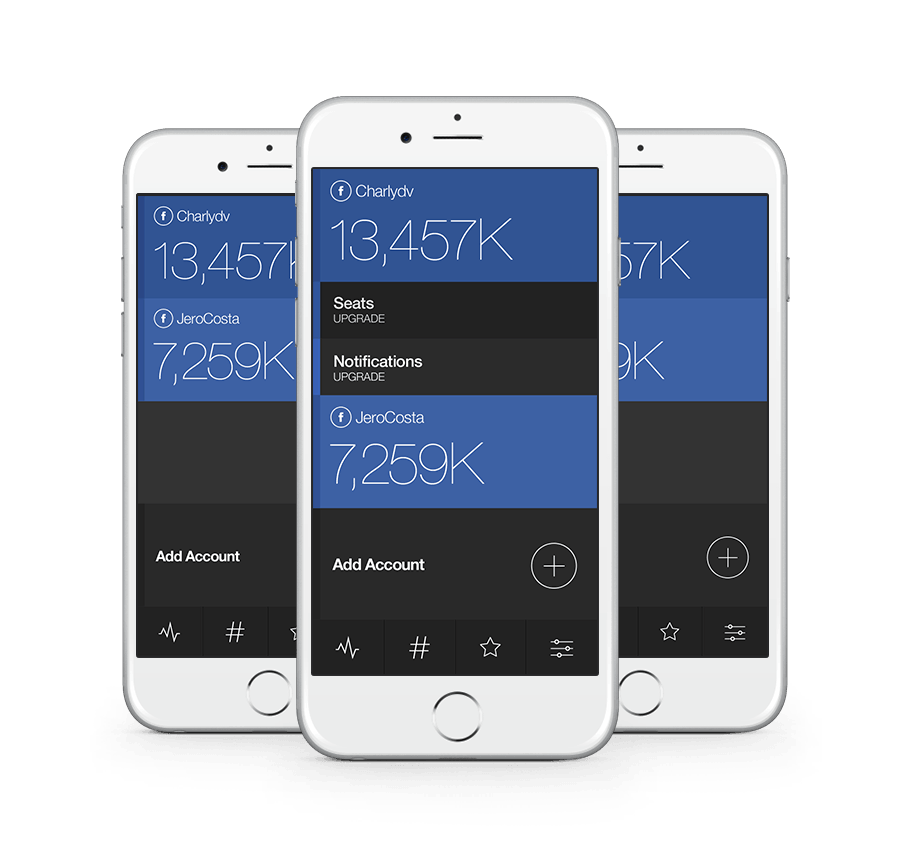 Charlydv
13,457K
JeroCosta
7,259K
Add Account
#
Charlydv
13,457K
Seats
UPGRADE
Notifications
UPGRADE
JeroCosta
7,259K
Add Account
#
57K
9K